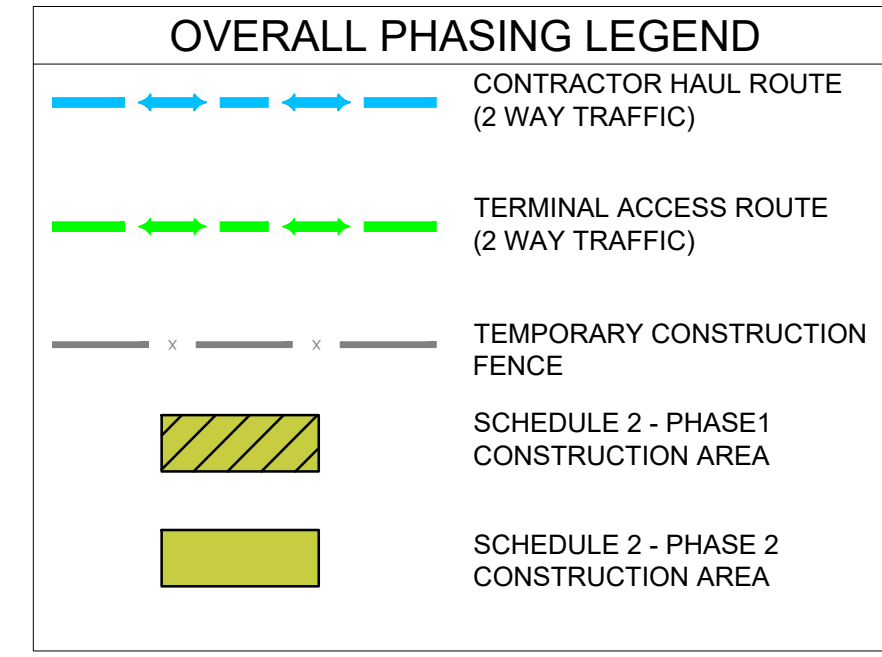 OVERALL PHASING LEGEND
CONTRACTOR HAUL ROUTE
(2 WAY TRAFFIC)
TERMINAL ACCESS ROUTE
(2 WAY TRAFFIC)
x x
TEMPORARY CONSTRUCTION
FENCE
SCHEDULE 2 - PHASE1
CONSTRUCTION AREA
SCHEDULE 2 - PHASE 2
CONSTRUCTION AREA